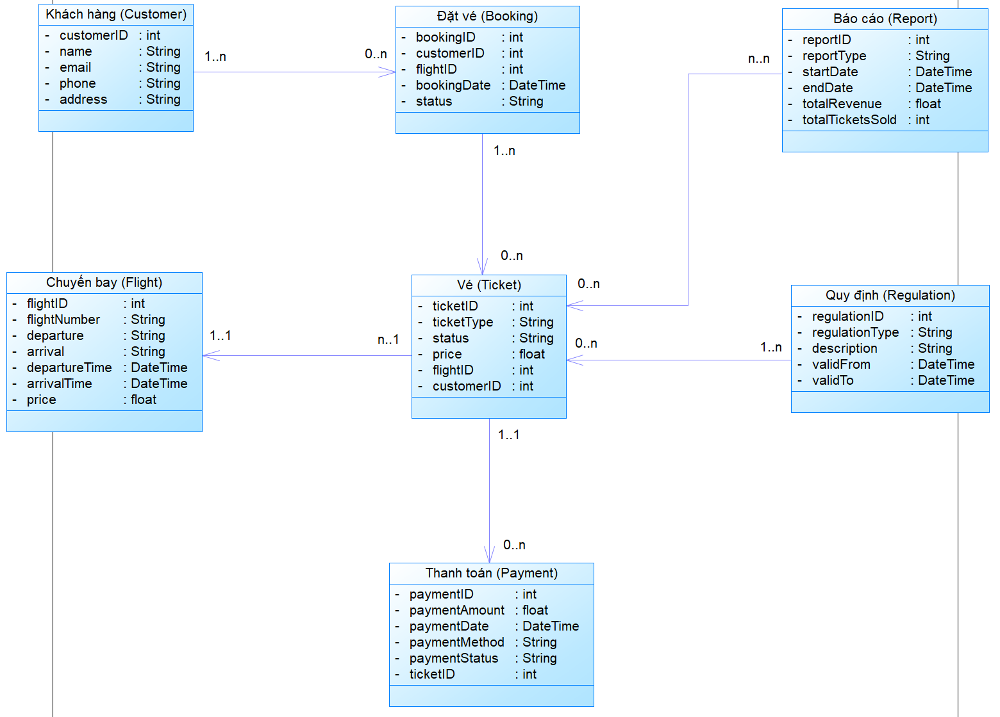 Khách hàng (Customer)
- customerID : int
- name : String
- email : String
- phone : String
- address : String
1..n
0..n
Đặt vé (Booking)
- bookingID : int
- customerID : int
- flightID : int
- bookingDate : DateTime
- status : String
1..n
0..n
Báo cáo (Report)
- reportID : int
- reportType : String
- startDate : DateTime
- endDate : DateTime
- totalRevenue : float
- totalTicketsSold : int
n..n
0..n
Chuyến bay (Flight)
- flightID : int
- flightNumber : String
- departure : String
- arrival : String
- departureTime : DateTime
- arrivalTime : DateTime
- price : float
1..1
n..1
Vé (Ticket)
- ticketID : int
- ticketType : String
- status : String
- price : float
- flightID : int
- customerID : int
0..n
1..n
Quy định (Regulation)
- regulationID : int
- regulationType : String
- description : String
- validFrom : DateTime
- validTo : DateTime
1..1
0..n
Thanh toán (Payment)
- paymentID : int
- paymentAmount : float
- paymentDate : DateTime
- paymentMethod : String
- paymentStatus : String
- ticketID : int